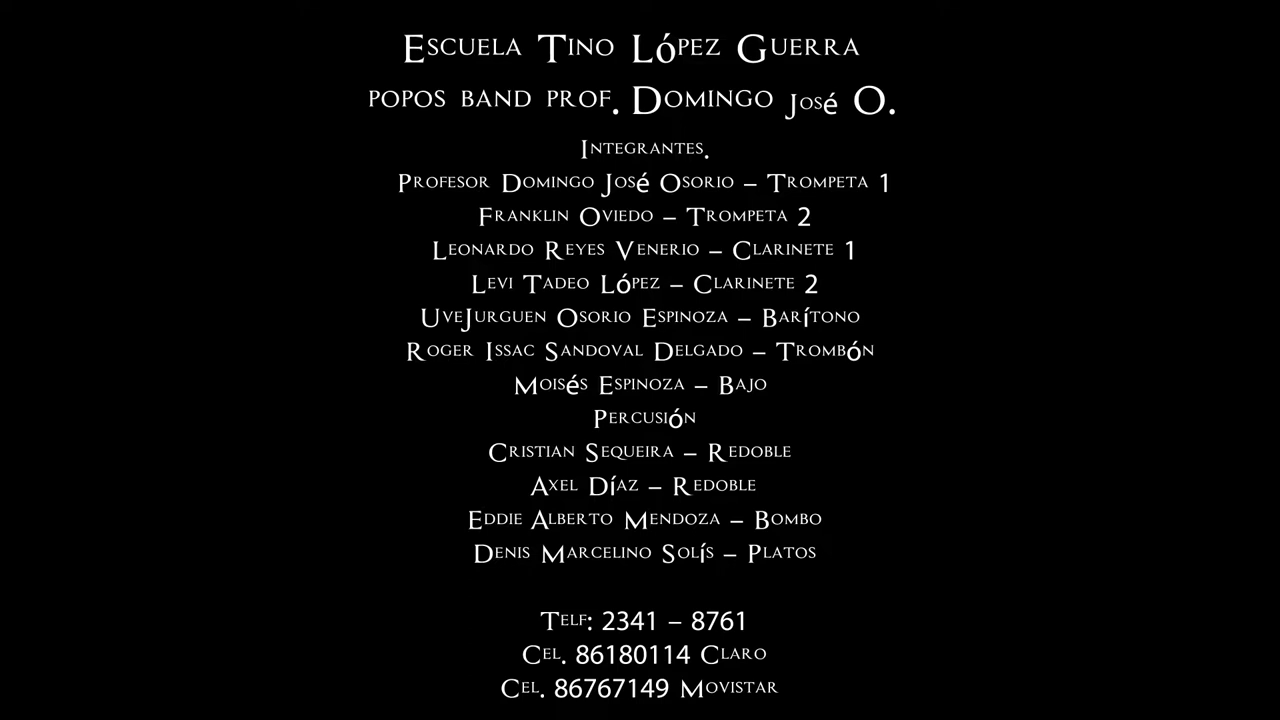 Escuela Tino López Guerra
popos band prof. Domingo José O.
Integrantes.
Profesor Domingo José Osorio – Trompeta 1
Franklin Oviedo – Trompeta 2
Leonardo Reyes Venerio – Clarinete 1
Levi Tadeo López – Clarinete 2
UveJurguen Osorio Espinoza – Barítono
Roger Issac Sandoval Delgado – Trombón
Moisés Espinoza – Bajo
Percusión
Cristian Sequeira – Redoble
Axel Díaz – Redoble
Eddie Alberto Mendoza – Bombo
Denis Marcelino Solís – Platos
Telf: 2341 – 8761
Cel. 86180114 Claro
Cel. 86767149 Movistar